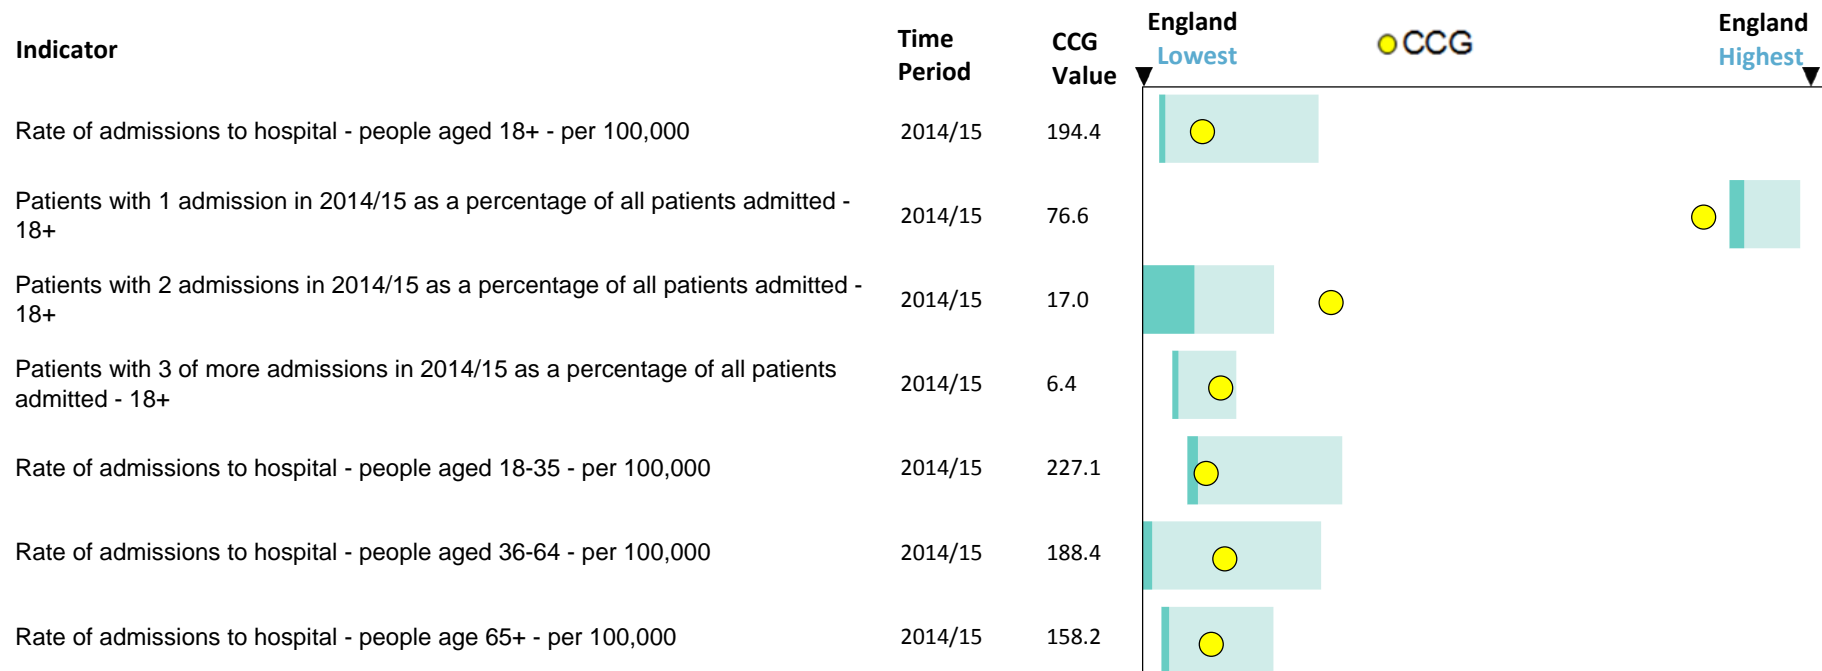 Indicator
Time
Period
CCG
Value
England
Lowest
CCG
England
Highest
Rate of admissions to hospital - people aged 18+ - per 100,000
2014/15
194.4
Patients with 1 admission in 2014/15 as a percentage of all patients admitted -
18+
2014/15
76.6
Patients with 2 admissions in 2014/15 as a percentage of all patients admitted -
18+
2014/15
17.0
Patients with 3 of more admissions in 2014/15 as a percentage of all patients
admitted - 18+
2014/15
6.4
Rate of admissions to hospital - people aged 18-35 - per 100,000
2014/15
227.1
Rate of admissions to hospital - people aged 36-64 - per 100,000
2014/15
188.4
Rate of admissions to hospital - people age 65+ - per 100,000
2014/15
158.2